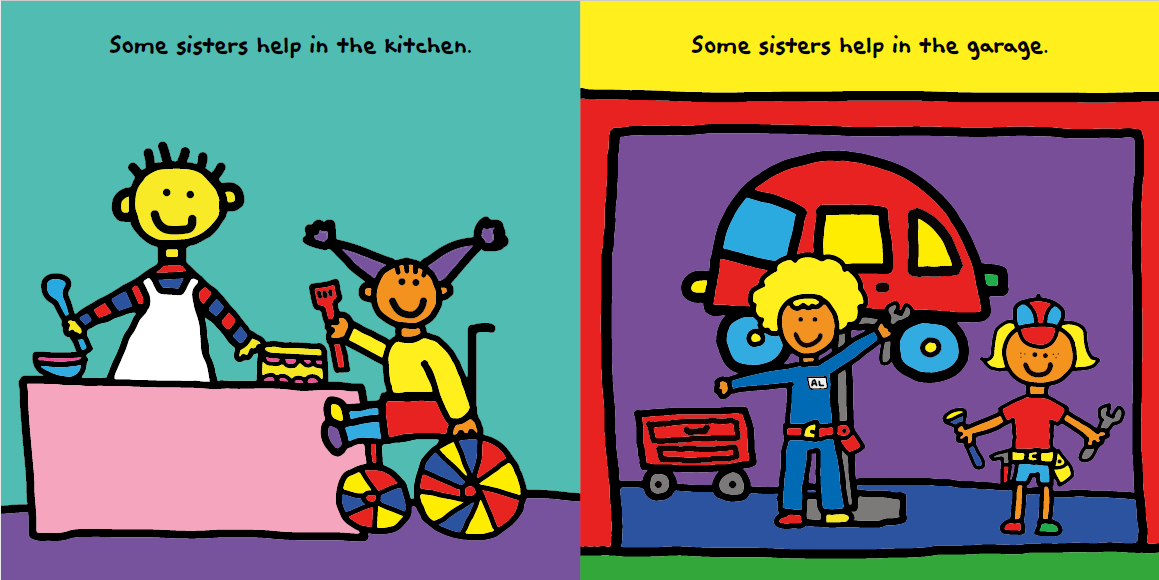 Some sisters help in the kitchen.
Some sisters help in the garage.
AL